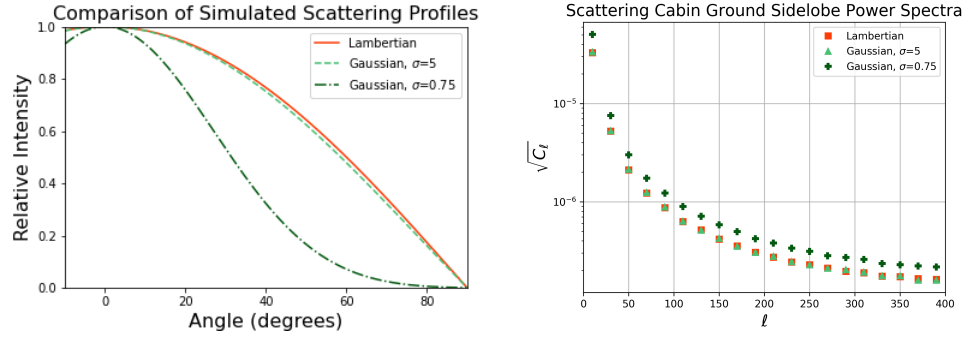 Comparison of Simulated Scattering Profiles
1.0
0.8
0.6
0.4
0.2
0.0
Relative Intensity
Lambertian
Gaussian, σ=5
Gaussian, σ=0.75
0 20 40 60 80
Angle (degrees)
Scattering Cabin Ground Sidelobe Power Spectra
10⁻⁵
10⁻⁶
√Cℓ
Lambertian
Gaussian, σ=5
Gaussian, σ=0.75
0 50 100 150 200 250 300 350 400
ℓ